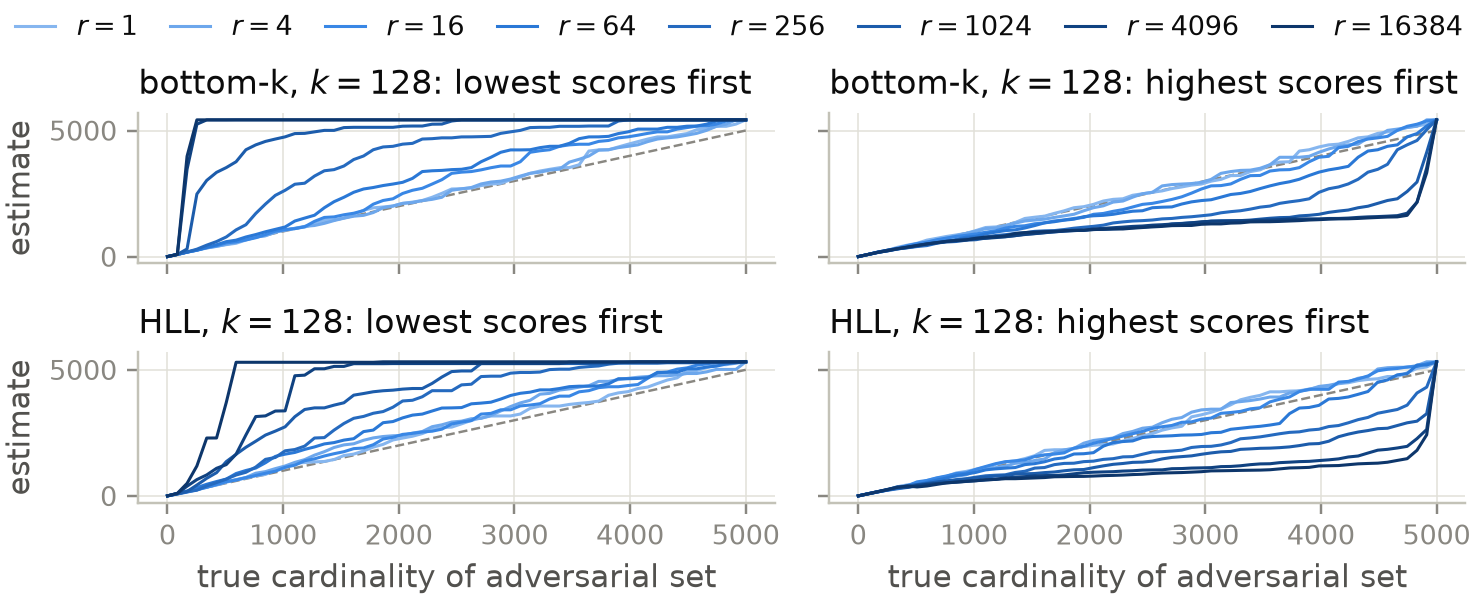 r = 1 r = 4 r = 16 r = 64 r = 256 r = 1024 r = 4096 r = 16384
bottom-k, k = 128: lowest scores first
bottom-k, k = 128: highest scores first
estimate
5000
0
HLL, k = 128: lowest scores first
HLL, k = 128: highest scores first
estimate
5000
0
0 1000 2000 3000 4000 5000
0 1000 2000 3000 4000 5000
true cardinality of adversarial set
true cardinality of adversarial set